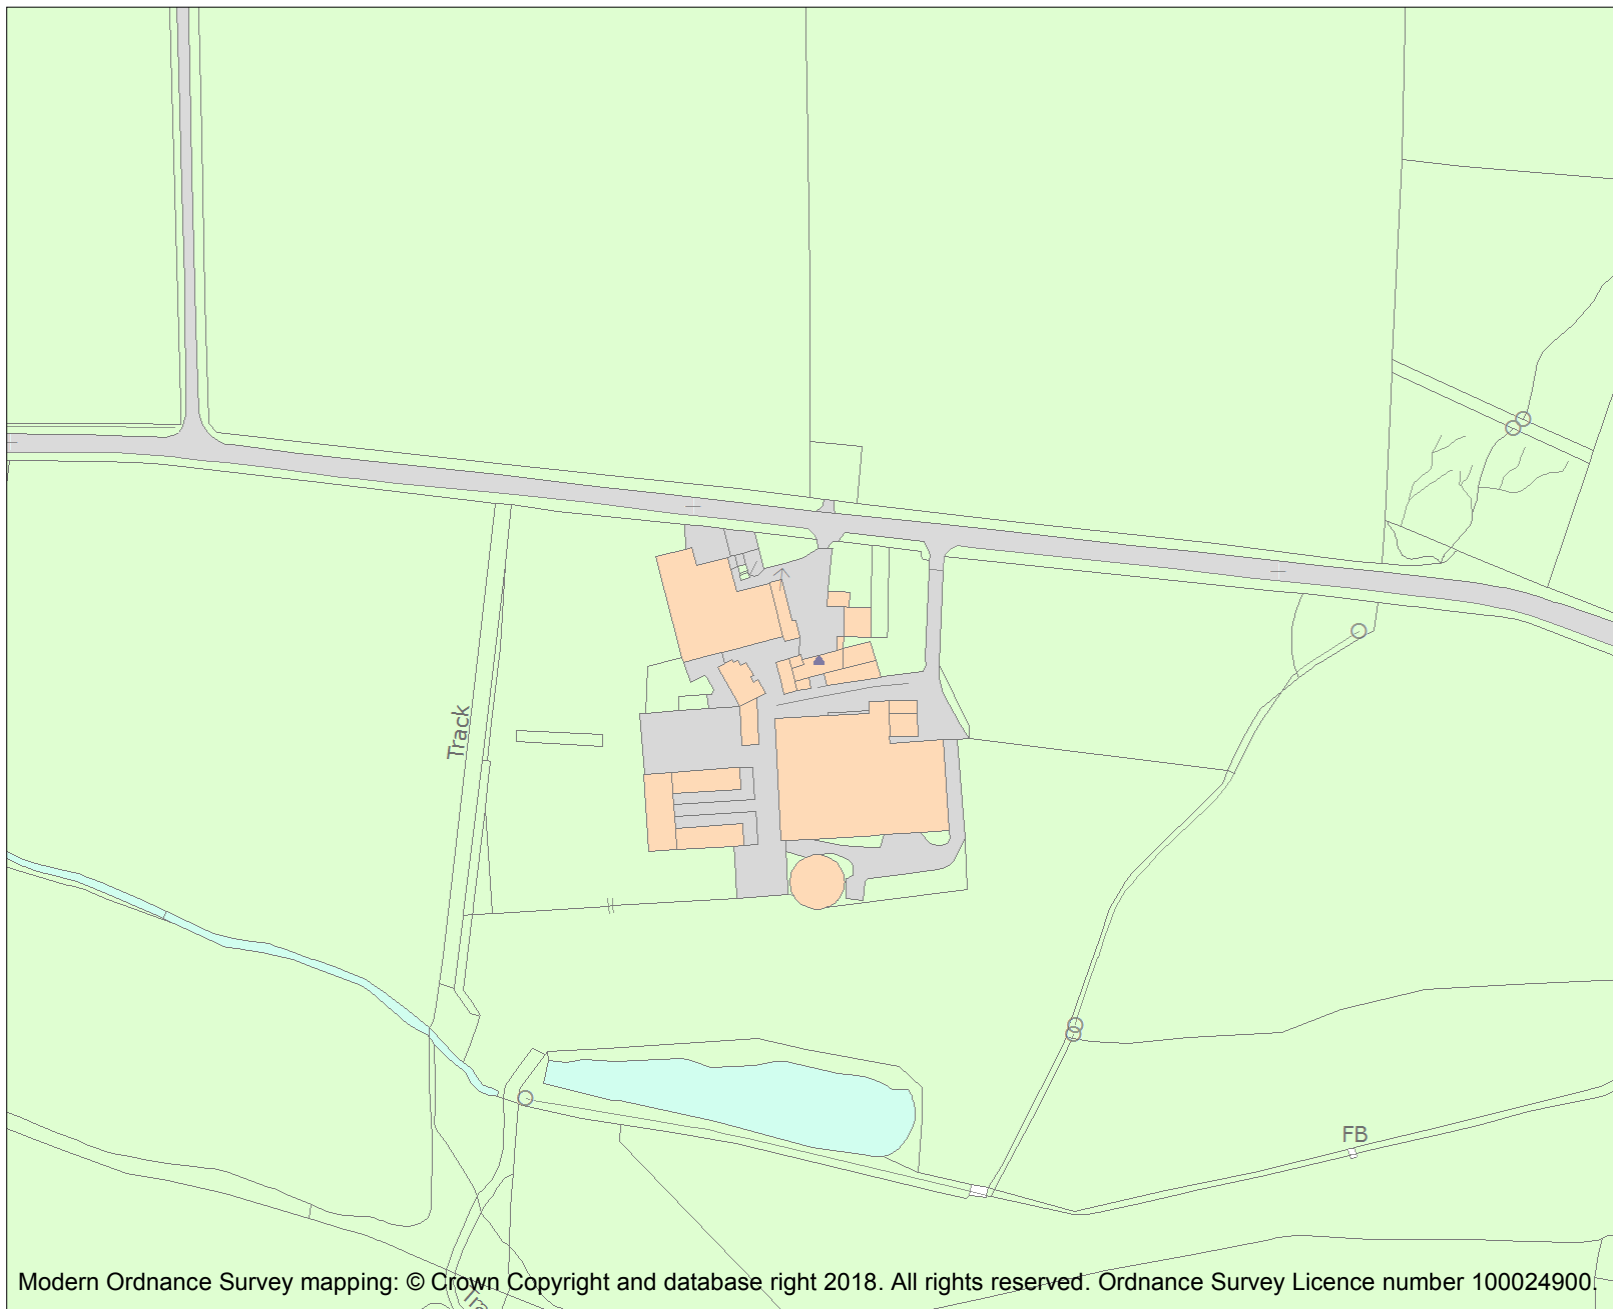 Track
FB
Modern Ordnance Survey mapping: © Crown Copyright and database right 2018. All rights reserved. Ordnance Survey Licence number 100024900.